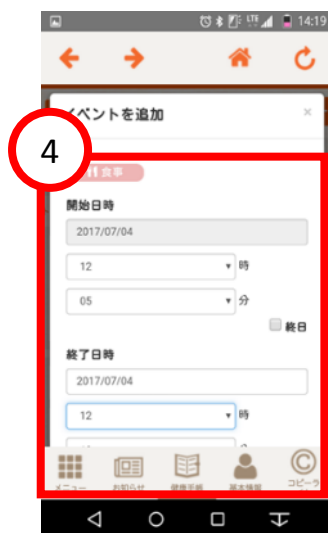 14:19
イベントを追加 ×
4
食事
開始日時
2017/07/04
12 時
05 分
終日
終了日時
2017/07/04
12 時
メニュー お知らせ 健康手帳 基本情報 コピーラ